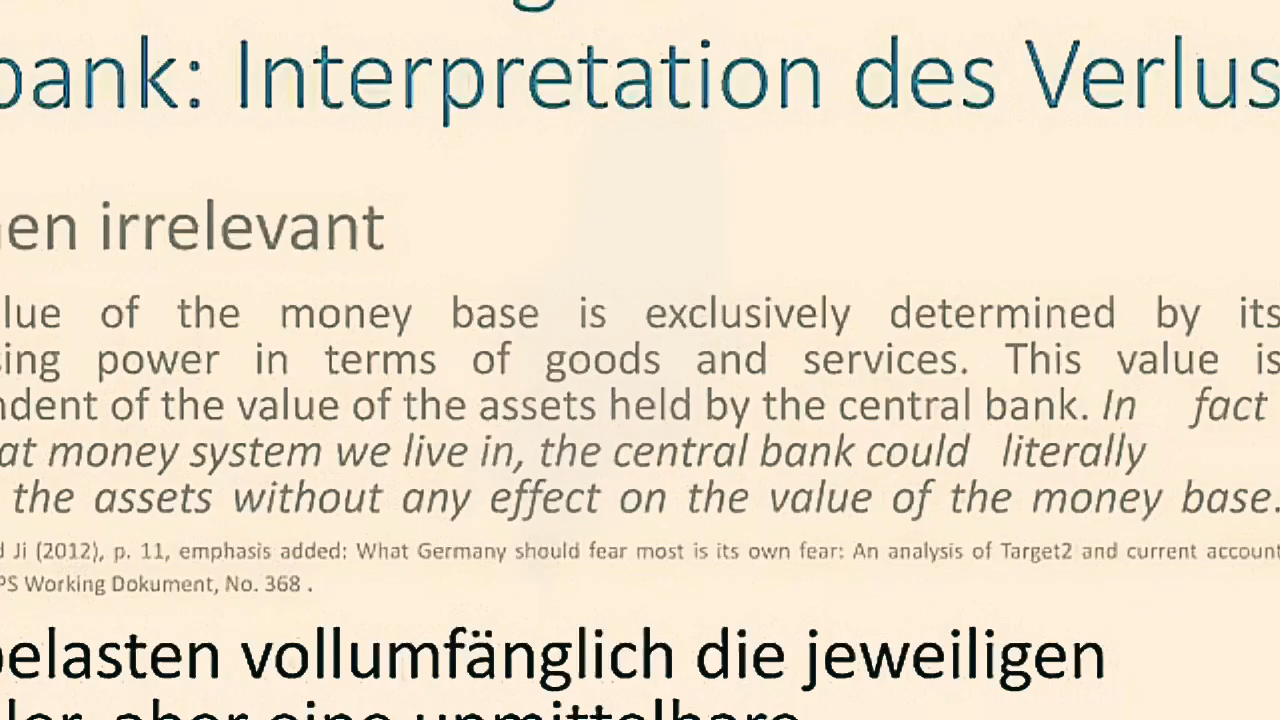 bank: Interpretation des Verlus
en irrelevant
lue of the money base is exclusively determined by its
sing power in terms of goods and services. This value is
ndent of the value of the assets held by the central bank. In fact
at money system we live in, the central bank could literally
the assets without any effect on the value of the money base.
d Ji (2012), p. 11, emphasis added: What Germany should fear most is its own fear: An analysis of Target2 and current account
PS Working Dokument, No. 368 .
belasten vollumfänglich die jeweiligen
ler, aber eine unmittelbare